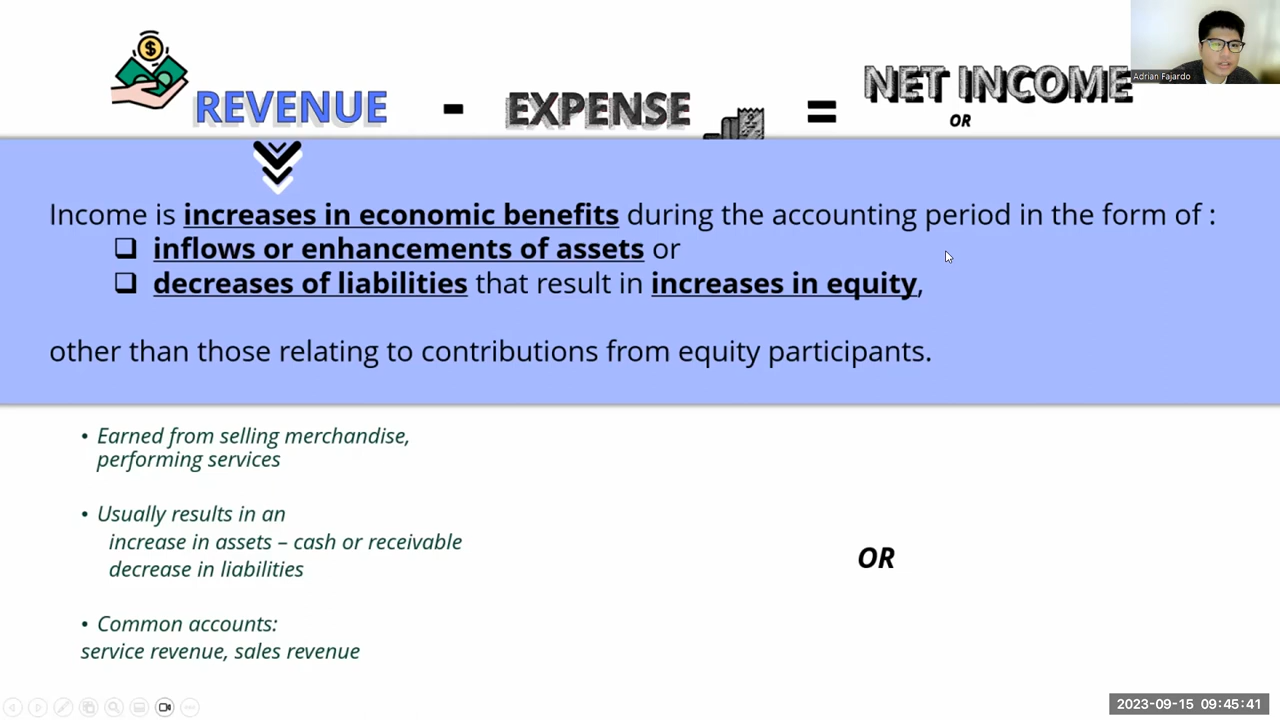 REVENUE - EXPENSE = NET INCOME
OR
Adrian Fajardo
Income is increases in economic benefits during the accounting period in the form of :
❑ inflows or enhancements of assets or
❑ decreases of liabilities that result in increases in equity,
other than those relating to contributions from equity participants.
• Earned from selling merchandise,
performing services
• Usually results in an
increase in assets – cash or receivable
decrease in liabilities
OR
• Common accounts:
service revenue, sales revenue
2023-09-15 09:45:41